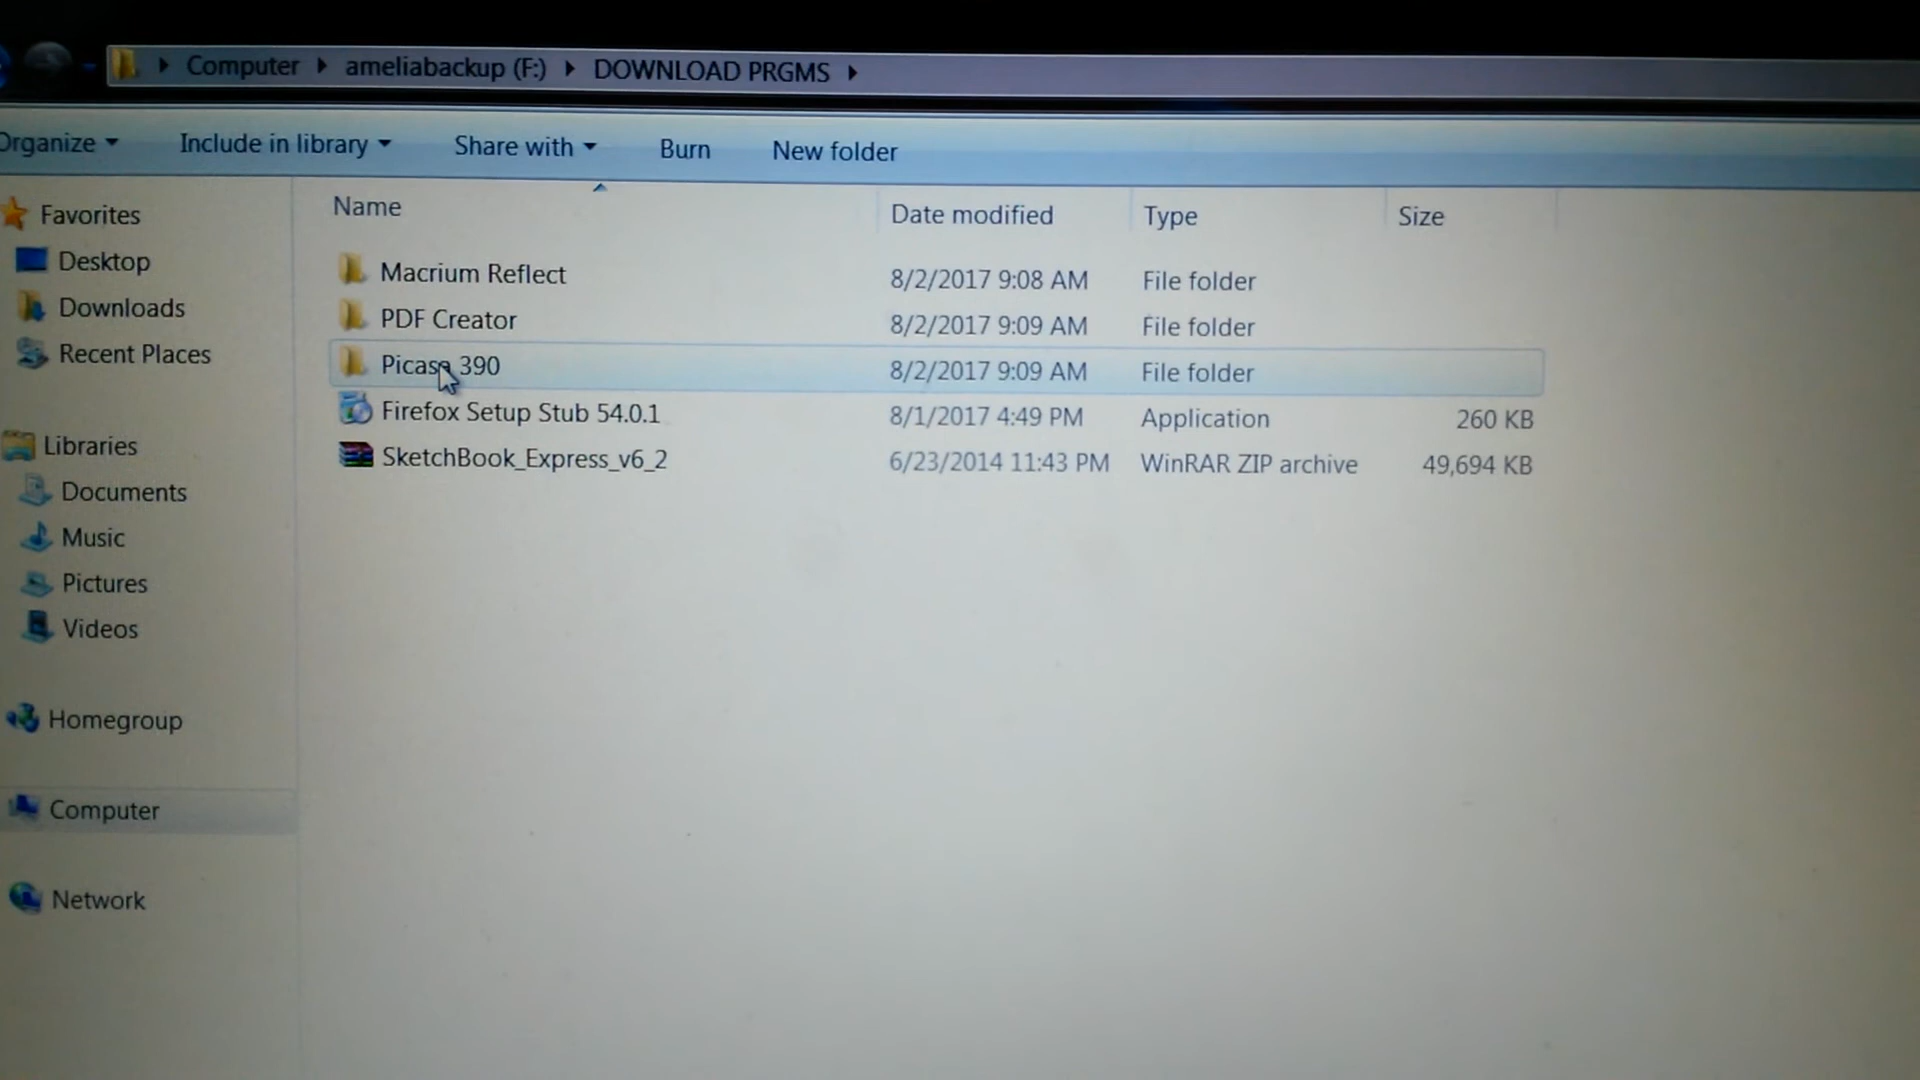 Computer ameliabackup (F:) DOWNLOAD PRGMS
Organize Include in library Share with Burn New folder
Favorites
Desktop
Downloads
Recent Places
Libraries
Documents
Music
Pictures
Videos
Homegroup
Computer
Network
Name Date modified Type Size
Macrium Reflect 8/2/2017 9:08 AM File folder
PDF Creator 8/2/2017 9:09 AM File folder
Picasa 390 8/2/2017 9:09 AM File folder
Firefox Setup Stub 54.0.1 8/1/2017 4:49 PM Application 260 KB
SketchBook_Express_v6_2 6/23/2014 11:43 PM WinRAR ZIP archive 49,694 KB